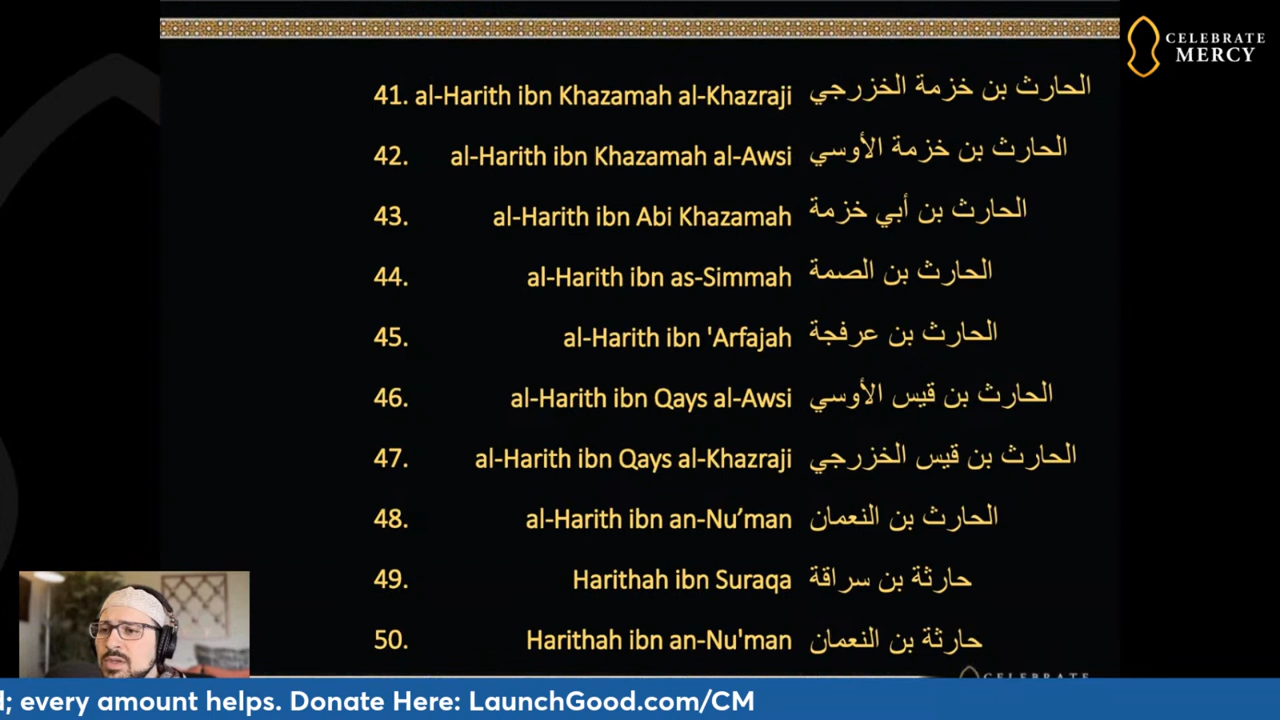 CELEBRATE
MERCY
41. al-Harith ibn Khazamah al-Khazraji الحارث بن خزمة الخزرجي
42. al-Harith ibn Khazamah al-Awsi الحارث بن خزمة الأوسي
43. al-Harith ibn Abi Khazamah الحارث بن أبي خزمة
44. al-Harith ibn as-Simmah الحارث بن الصمة
45. al-Harith ibn 'Arfajah الحارث بن عرفجة
46. al-Harith ibn Qays al-Awsi الحارث بن قيس الأوسي
47. al-Harith ibn Qays al-Khazraji الحارث بن قيس الخزرجي
48. al-Harith ibn an-Nu’man الحارث بن النعمان
49. Harithah ibn Suraqa حارثة بن سراقة
50. Harithah ibn an-Nu'man حارثة بن النعمان
CELEBRATE
; every amount helps. Donate Here: LaunchGood.com/CM